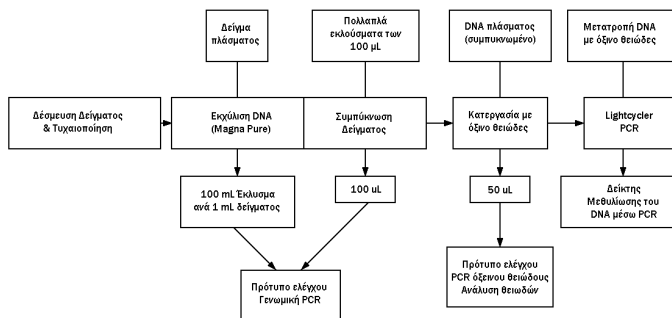 Δείγμα
πλάσματος
Πολλαπλά
εκλούσματα των
100 μL
DNA πλάσματος
(συμπυκνωμένο)
Μετατροπή DNA
με όξινο θειώδες
Δέσμευση Δείγματος
& Τυχαιοποίηση
Εκχύλιση DNA
(Magna Pure)
Συμπύκνωση
Δείγματος
Κατεργασία με
όξινο θειώδες
Lightcycler
PCR
100 mL Έκλυσμα
ανά 1 mL δείγματος
100 uL
50 uL
Δείκτης
Μεθυλίωσης του
DNA μέσω PCR
Πρότυπο ελέγχου
Γενωμική PCR
Πρότυπο ελέγχου
PCR όξεινου θειώδους
Ανάλυση θειωδών